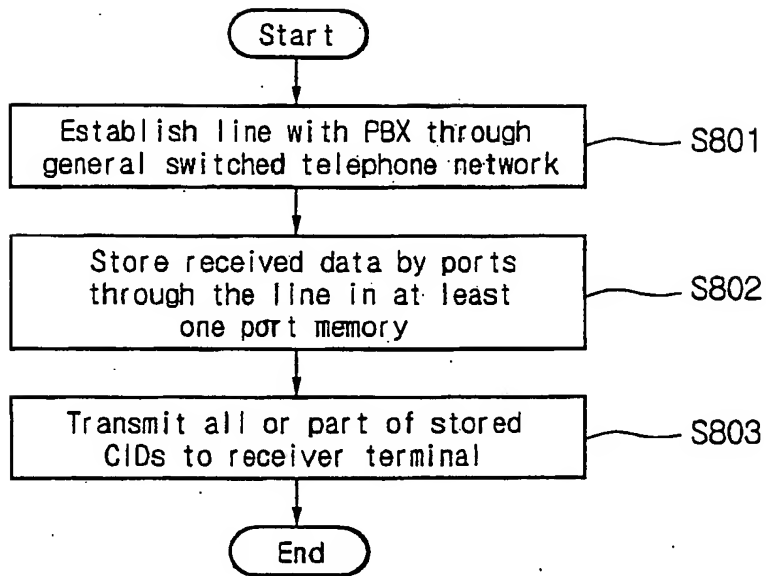 Start
Establish line with PBX through
general switched telephone network
S801
Store received data by ports
through the line in at least
one port memory
S802
Transmit all or part of stored
CIDs to receiver terminal
S803
End